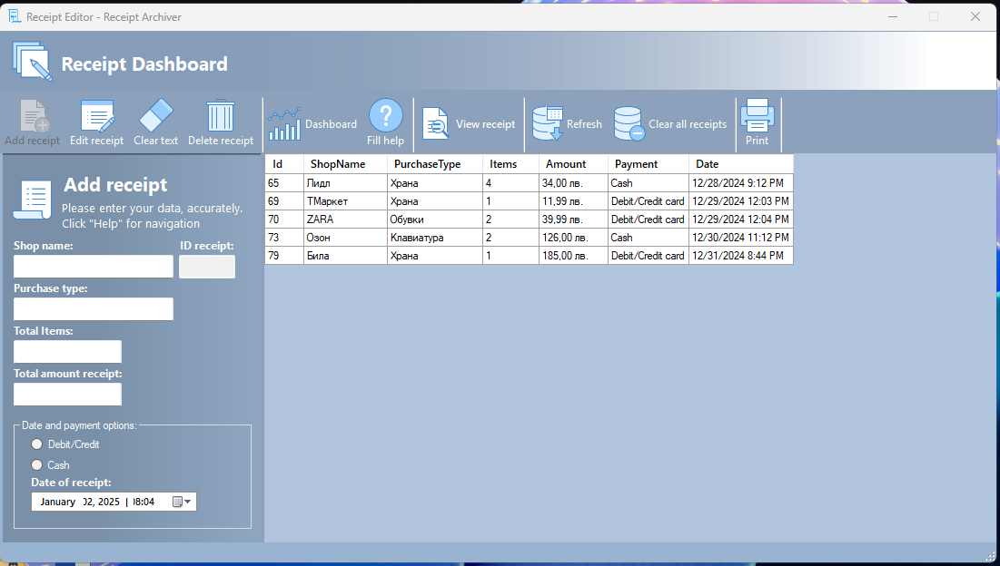 Receipt Editor - Receipt Archiver
Receipt Dashboard
Add receipt Edit receipt Clear text Delete receipt Dashboard Fill help View receipt Refresh Clear all receipts Print
Add receipt
Please enter your data, accurately.
Click "Help" for navigation
Shop name: ID receipt:
Purchase type:
Total Items:
Total amount receipt:
Date and payment options:
Debit/Credit
Cash
Date of receipt:
January 02, 2025 | 08:04
Id ShopName PurchaseType Items Amount Payment Date
65 Лидл Храна 4 34,00 лв. Cash 12/28/2024 9:12 PM
69 ТМаркет Храна 1 11,99 лв. Debit/Credit card 12/29/2024 12:03 PM
70 ZARA Обувки 2 39,99 лв. Debit/Credit card 12/29/2024 12:04 PM
73 Озон Клавиатура 2 126,00 лв. Cash 12/30/2024 11:12 PM
79 Била Храна 1 185,00 лв. Debit/Credit card 12/31/2024 8:44 PM